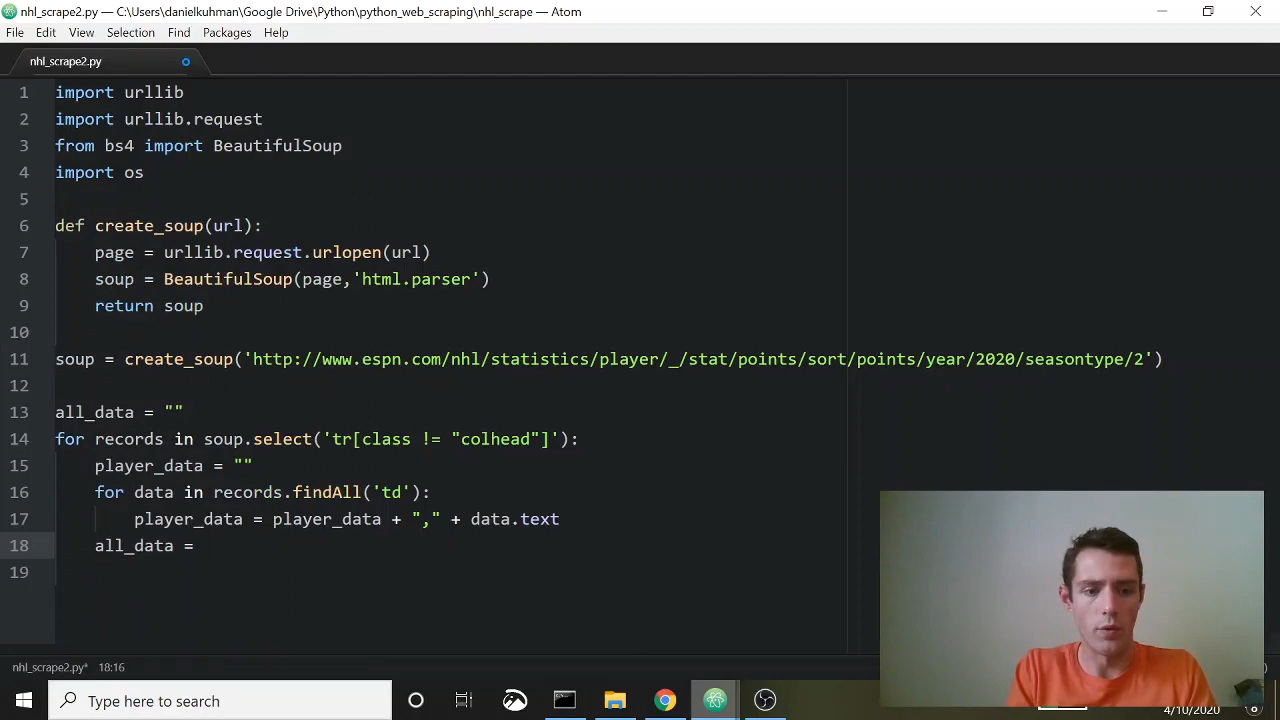 nhl_scrape2.py — C:\Users\danielkuhman\Google Drive\Python\python_web_scraping\nhl_scrape — Atom
File Edit View Selection Find Packages Help
nhl_scrape2.py
1 import urllib
2 import urllib.request
3 from bs4 import BeautifulSoup
4 import os
5
6 def create_soup(url):
7 page = urllib.request.urlopen(url)
8 soup = BeautifulSoup(page,'html.parser')
9 return soup
10
11 soup = create_soup('http://www.espn.com/nhl/statistics/player/_/stat/points/sort/points/year/2020/seasontype/2')
12
13 all_data = ""
14 for records in soup.select('tr[class != "colhead"]'):
15 player_data = ""
16 for data in records.findAll('td'):
17 player_data = player_data + "," + data.text
18 all_data =
19
nhl_scrape2.py* 18:16
Type here to search
4/10/2020